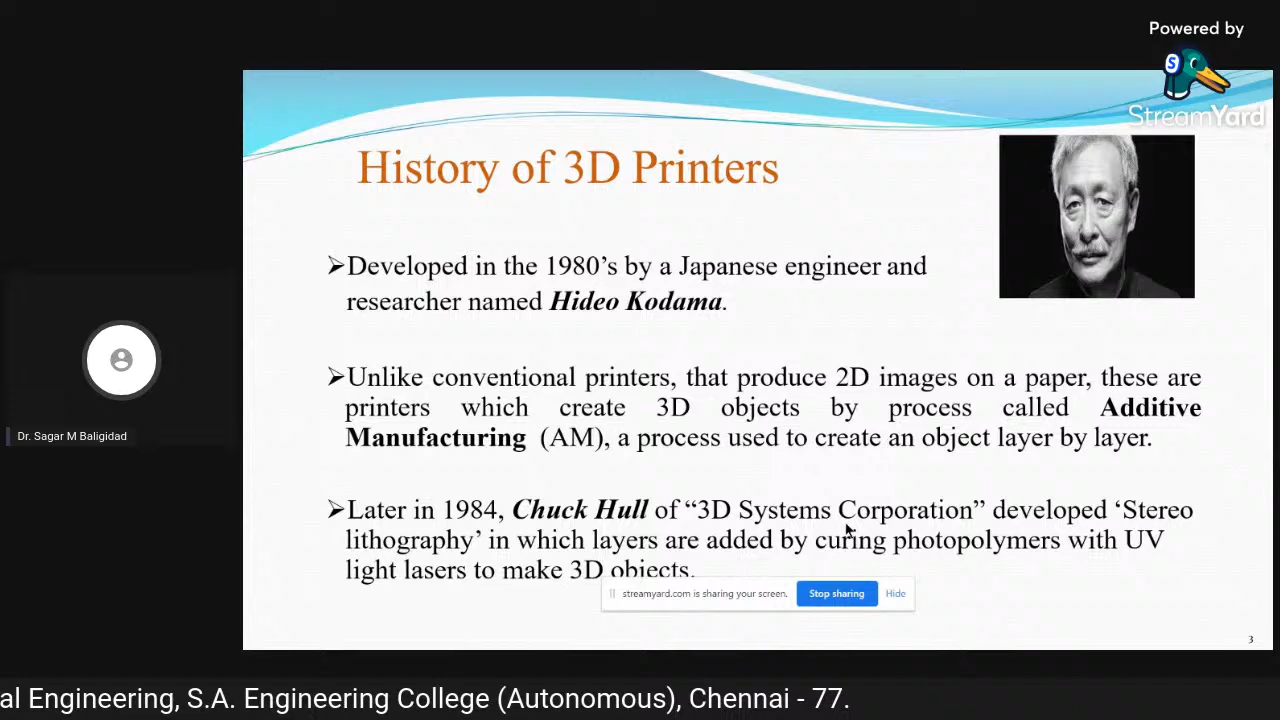 Powered by
StreamYard
History of 3D Printers
➢Developed in the 1980’s by a Japanese engineer and
researcher named Hideo Kodama.
➢Unlike conventional printers, that produce 2D images on a paper, these are
printers which create 3D objects by process called Additive
Manufacturing (AM), a process used to create an object layer by layer.
➢Later in 1984, Chuck Hull of “3D Systems Corporation” developed ‘Stereo
lithography’ in which layers are added by curing photopolymers with UV
light lasers to make 3D objects.
streamyard.com is sharing your screen.
Stop sharing
Hide
3
Dr. Sagar M Baligidad
al Engineering, S.A. Engineering College (Autonomous), Chennai - 77.